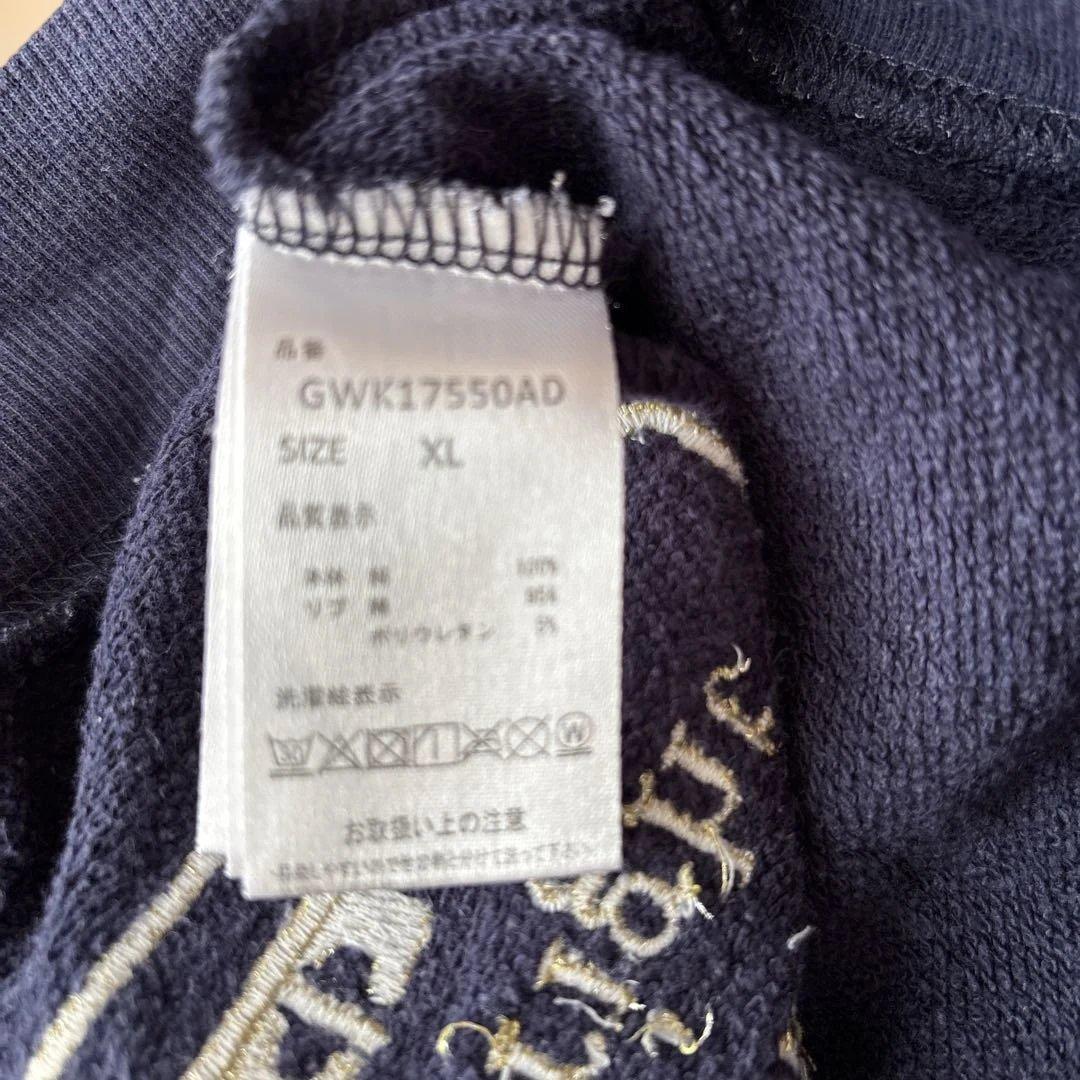 品番
GWK17550AD
SIZE XL
品質表示
本体 綿 100%
リブ 綿 95%
ポリウレタン 5%
洗濯絵表示
W
お取扱い上の注意